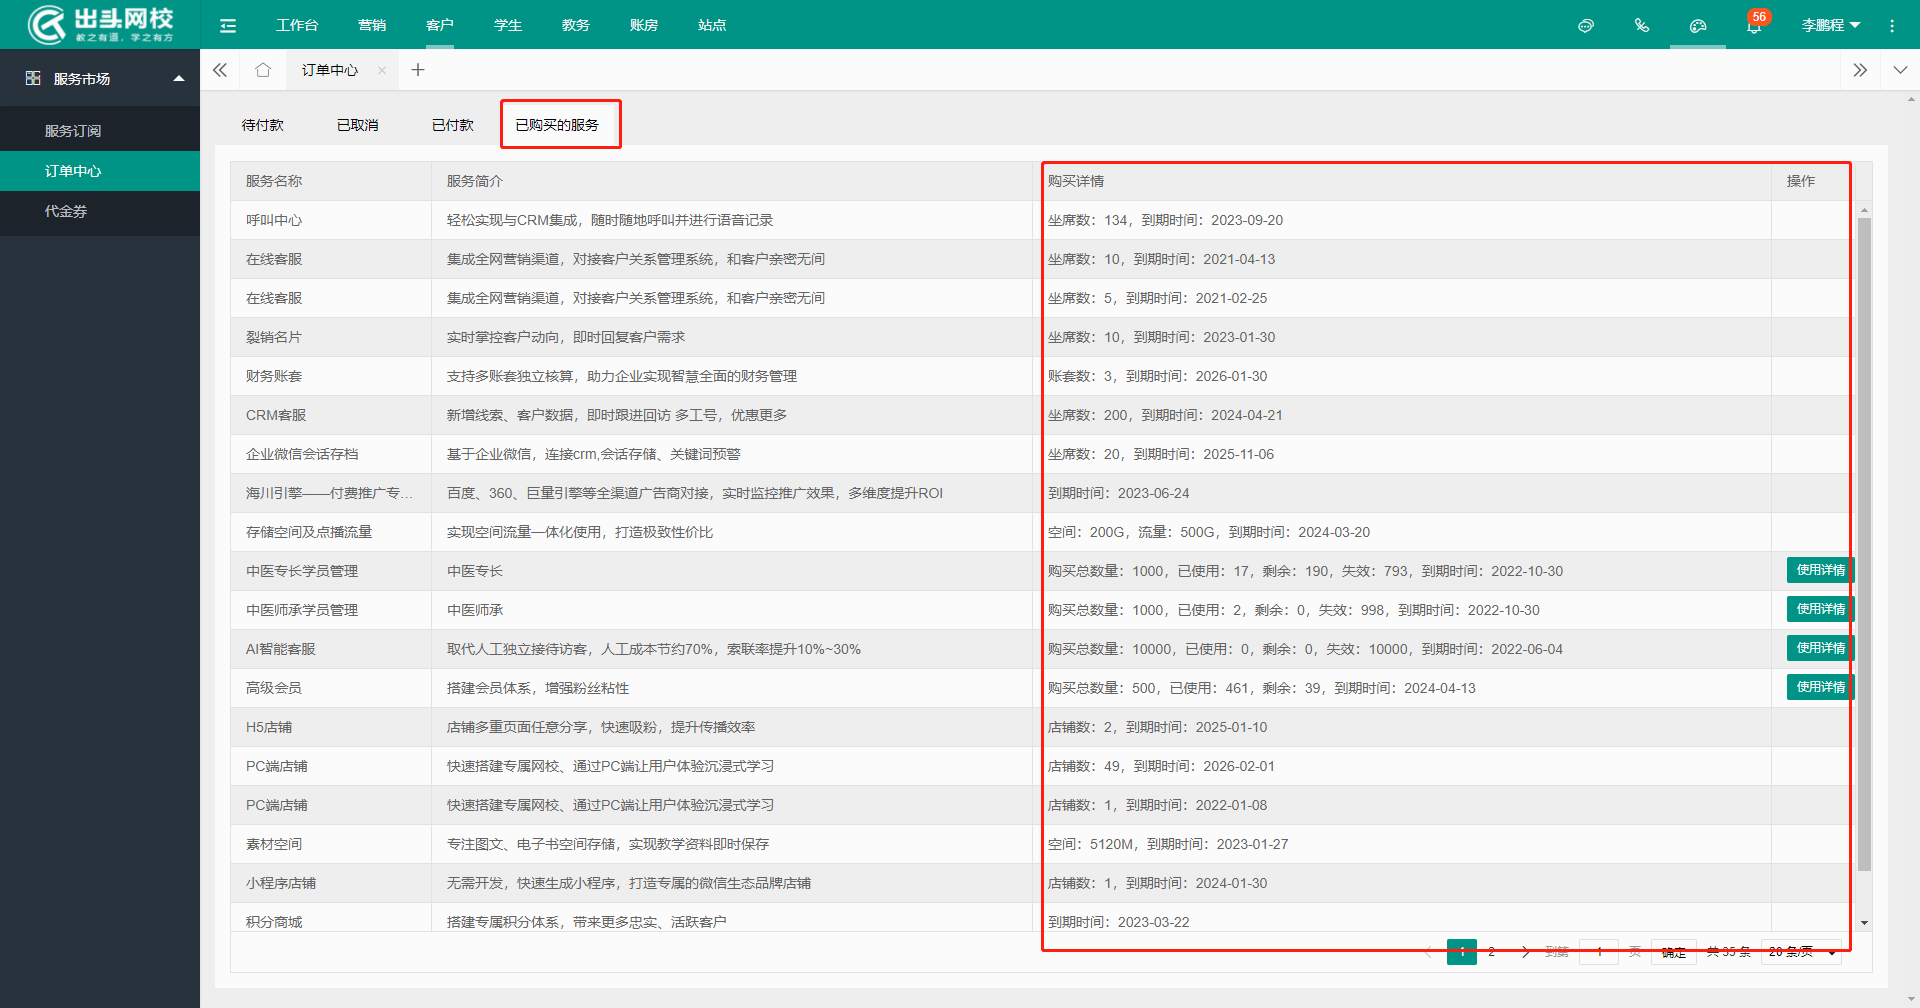 出头网校
教之有道，学之有方
工作台 营销 客户 学生 教务 账房 站点
56
李鹏程
服务市场
服务订阅
订单中心
代金券
订单中心
待付款 已取消 已付款 已购买的服务
服务名称 服务简介 购买详情 操作
呼叫中心 轻松实现与CRM集成，随时随地呼叫并进行语音记录 坐席数：134，到期时间：2023-09-20
在线客服 集成全网营销渠道，对接客户关系管理系统，和客户亲密无间 坐席数：10，到期时间：2021-04-13
在线客服 集成全网营销渠道，对接客户关系管理系统，和客户亲密无间 坐席数：5，到期时间：2021-02-25
裂销名片 实时掌控客户动向，即时回复客户需求 坐席数：10，到期时间：2023-01-30
财务账套 支持多账套独立核算，助力企业实现智慧全面的财务管理 账套数：3，到期时间：2026-01-30
CRM客服 新增线索、客户数据，即时跟进回访 多工号，优惠更多 坐席数：200，到期时间：2024-04-21
企业微信会话存档 基于企业微信，连接crm,会话存储、关键词预警 坐席数：20，到期时间：2025-11-06
海川引擎——付费推广专... 百度、360、巨量引擎等全渠道广告商对接，实时监控推广效果，多维度提升ROI 到期时间：2023-06-24
存储空间及点播流量 实现空间流量一体化使用，打造极致性价比 空间：200G，流量：500G，到期时间：2024-03-20
中医专长学员管理 中医专长 购买总数量：1000，已使用：17，剩余：190，失效：793，到期时间：2022-10-30 使用详情
中医师承学员管理 中医师承 购买总数量：1000，已使用：2，剩余：0，失效：998，到期时间：2022-10-30 使用详情
AI智能客服 取代人工独立接待访客，人工成本节约70%，索联率提升10%~30% 购买总数量：10000，已使用：0，剩余：0，失效：10000，到期时间：2022-06-04 使用详情
高级会员 搭建会员体系，增强粉丝粘性 购买总数量：500，已使用：461，剩余：39，到期时间：2024-04-13 使用详情
H5店铺 店铺多重页面任意分享，快速吸粉，提升传播效率 店铺数：2，到期时间：2025-01-10
PC端店铺 快速搭建专属网校、通过PC端让用户体验沉浸式学习 店铺数：49，到期时间：2026-02-01
PC端店铺 快速搭建专属网校、通过PC端让用户体验沉浸式学习 店铺数：1，到期时间：2022-01-08
素材空间 专注图文、电子书空间存储，实现教学资料即时保存 空间：5120M，到期时间：2023-01-27
小程序店铺 无需开发，快速生成小程序，打造专属的微信生态品牌店铺 店铺数：1，到期时间：2024-01-30
积分商城 搭建专属积分体系，带来更多忠实、活跃客户 到期时间：2023-03-22
1 2 到第 1 页 确定 共 35 条 20 条/页